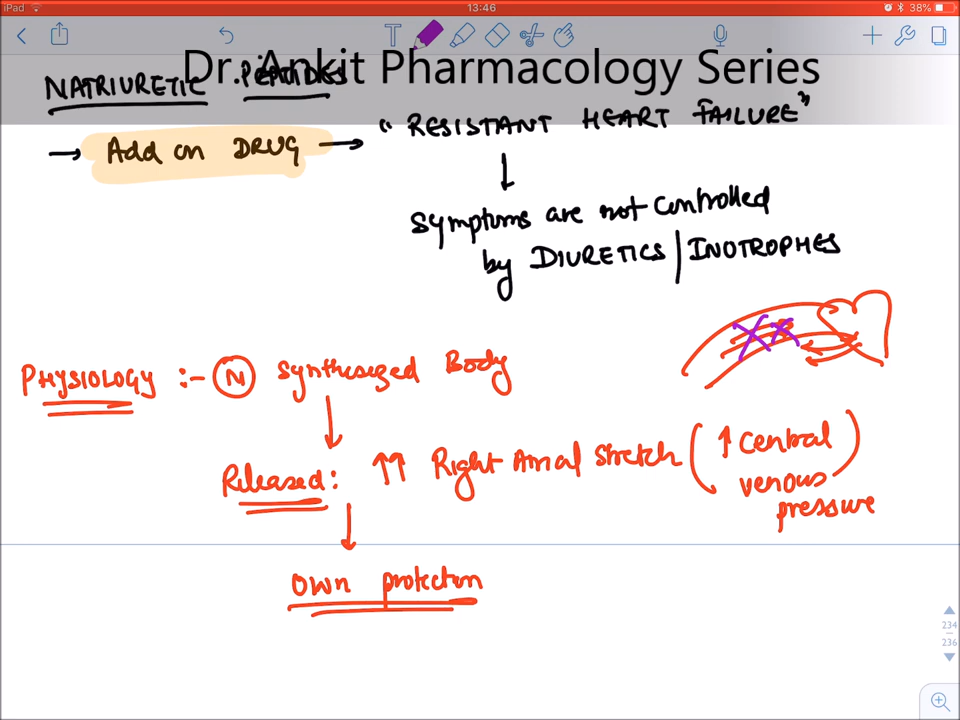 iPad 13:46 38%
T
Dr. Ankit Pharmacology Series
NATRIURETIC PEPTIDES
→ Add on DRUG → " RESISTANT HEART FAILURE"
↓
Symptoms are not controlled
by DIURETICS | INOTROPHES
PHYSIOLOGY :- N Synthesized Body
↓
Released: ↑↑ Right Atrial Stretch ( ↑ Central
venous
pressure )
↓
OWN protection
234
236